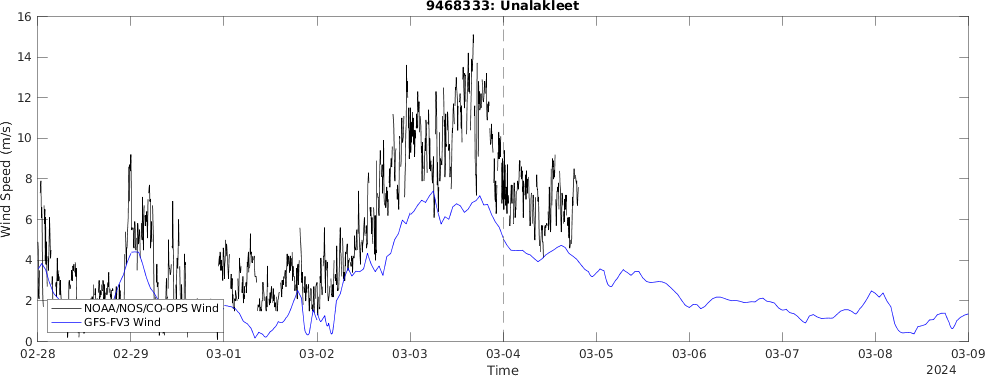 9468333: Unalakleet
16
14
12
10
8
6
4
2
0
Wind Speed (m/s)
NOAA/NOS/CO-OPS Wind
GFS-FV3 Wind
02-28 02-29 03-01 03-02 03-03 03-04 03-05 03-06 03-07 03-08 03-09
Time
2024